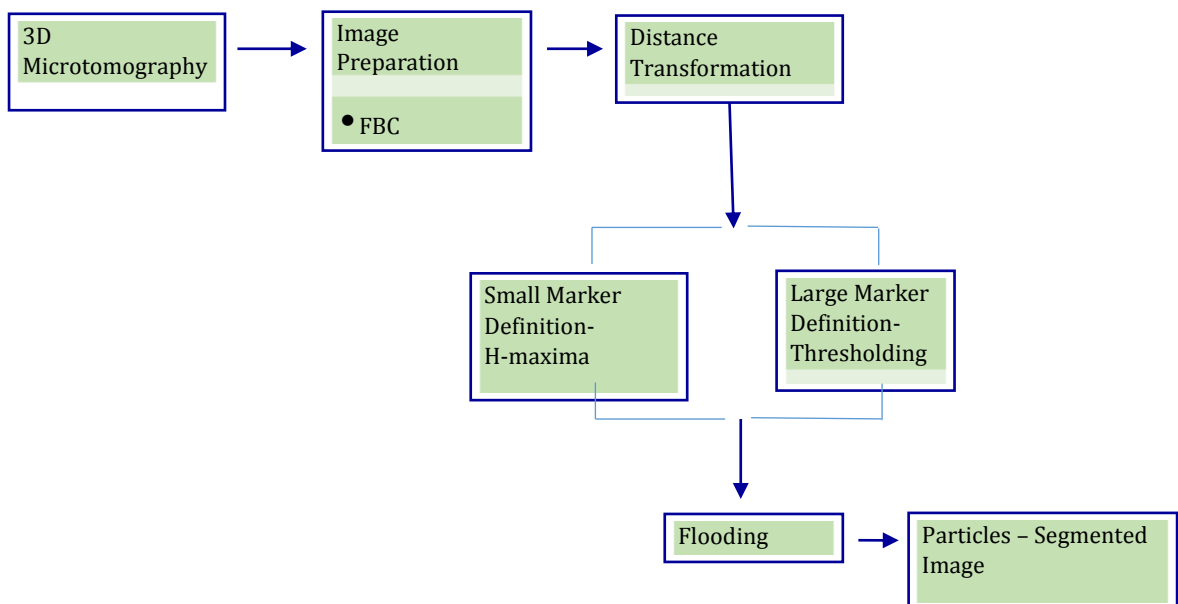 3D
Microtomography
Image
Preparation
• FBC
Distance
Transformation
Small Marker
Definition-
H-maxima
Large Marker
Definition-
Thresholding
Flooding
Particles – Segmented
Image